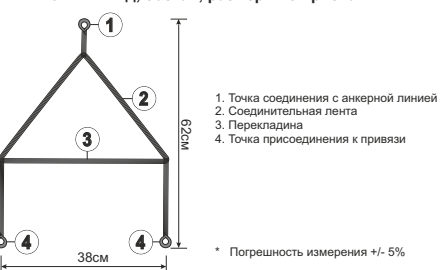 1
2
3
4
4
62см
38см
1. Точка соединения с анкерной линией
2. Соединительная лента
3. Перекладина
4. Точка присоединения к привязи
* Погрешность измерения +/- 5%